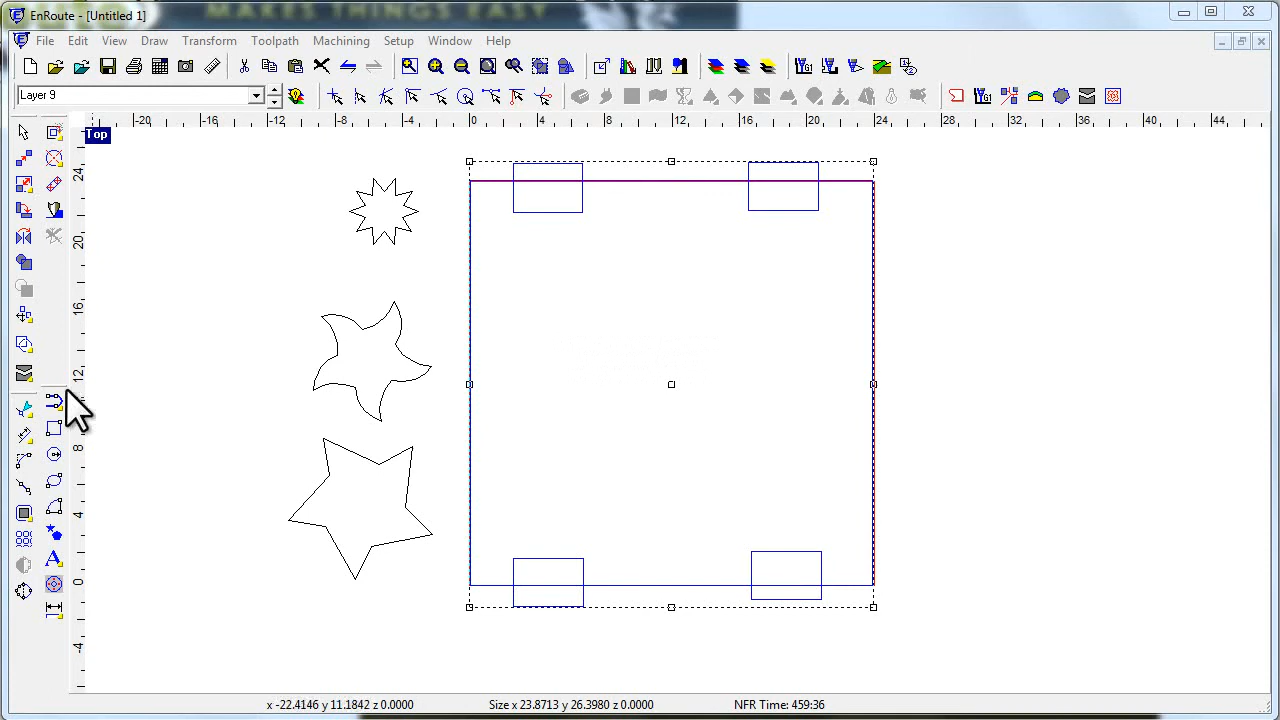 MAKES THINGS EASY
EnRoute - [Untitled 1]
File Edit View Draw Transform Toolpath Machining Setup Window Help
Layer 9
-20 -16 -12 -8 -4 0 4 8 12 16 20 24 28 32 36 40 44
Top
24
20
16
12
8
4
0
-4
x -22.4146 y 11.1842 z 0.0000 Size x 23.8713 y 26.3980 z 0.0000 NFR Time: 459:36